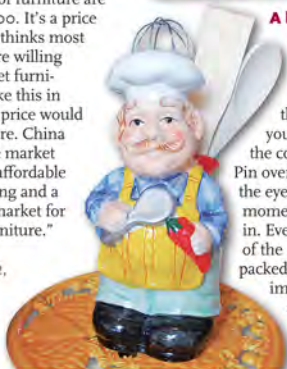 of furniture are
00. It's a price
thinks most
re willing
et furni-
ke this in
price would
re. China
market
affordable
ng and a
market for
niture."
A
th
you
the co
Pin over
the eye
mome
in. Eve
of the
packed
im